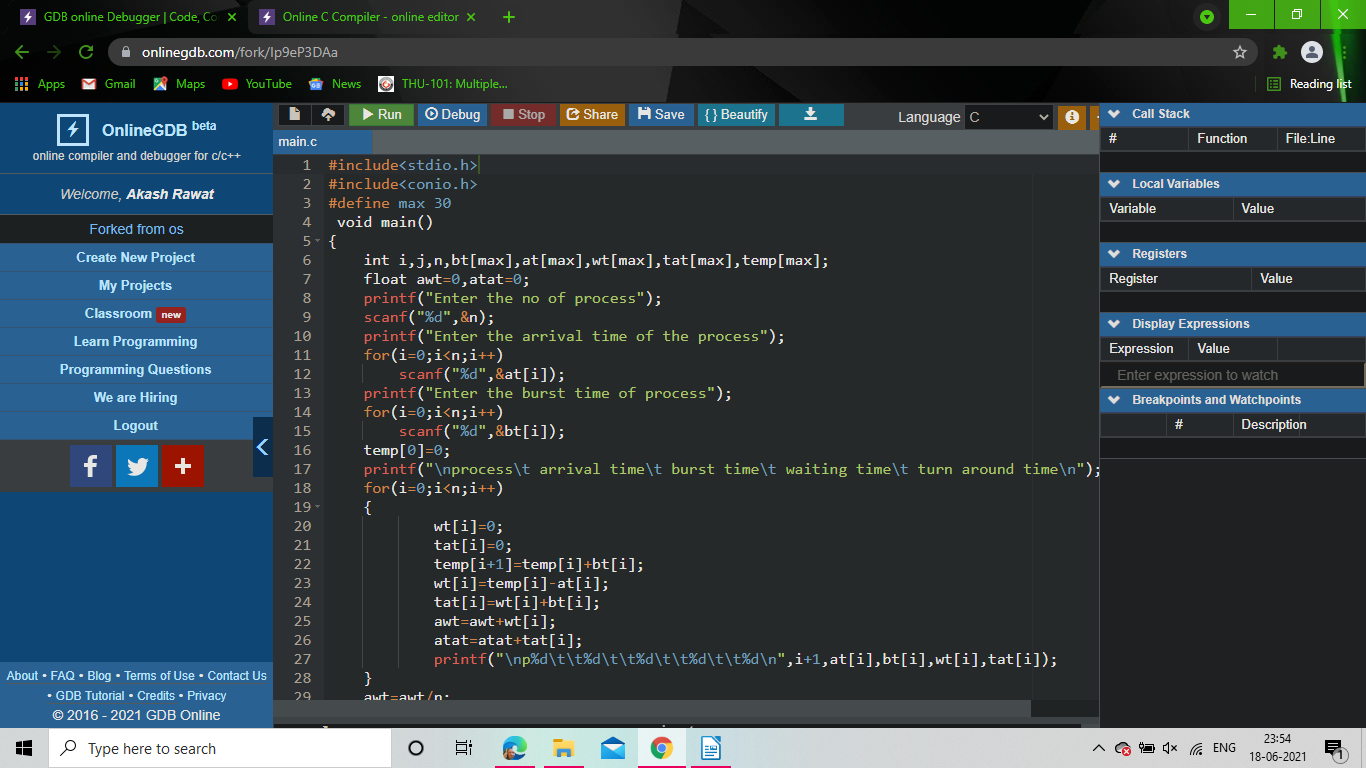 GDB online Debugger | Code, Co
Online C Compiler - online editor
onlinegdb.com/fork/Ip9eP3DAa
Apps Gmail Maps YouTube News THU-101: Multiple... Reading list
OnlineGDB beta
online compiler and debugger for c/c++
Welcome, Akash Rawat
Forked from os
Create New Project
My Projects
Classroom new
Learn Programming
Programming Questions
We are Hiring
Logout
About • FAQ • Blog • Terms of Use • Contact Us
• GDB Tutorial • Credits • Privacy
© 2016 - 2021 GDB Online
Run Debug Stop Share Save { } Beautify Language C
main.c
1 #include<stdio.h>
2 #include<conio.h>
3 #define max 30
4 void main()
5 {
6 int i,j,n,bt[max],at[max],wt[max],tat[max],temp[max];
7 float awt=0,atat=0;
8 printf("Enter the no of process");
9 scanf("%d",&n);
10 printf("Enter the arrival time of the process");
11 for(i=0;i<n;i++)
12 scanf("%d",&at[i]);
13 printf("Enter the burst time of process");
14 for(i=0;i<n;i++)
15 scanf("%d",&bt[i]);
16 temp[0]=0;
17 printf("\nprocess\t arrival time\t burst time\t waiting time\t turn around time\n");
18 for(i=0;i<n;i++)
19 {
20 wt[i]=0;
21 tat[i]=0;
22 temp[i+1]=temp[i]+bt[i];
23 wt[i]=temp[i]-at[i];
24 tat[i]=wt[i]+bt[i];
25 awt=awt+wt[i];
26 atat=atat+tat[i];
27 printf("\np%d\t\t%d\t\t%d\t\t%d\t\t%d\n",i+1,at[i],bt[i],wt[i],tat[i]);
28 }
29 awt=awt/n;
Call Stack
# Function File:Line
Local Variables
Variable Value
Registers
Register Value
Display Expressions
Expression Value
Enter expression to watch
Breakpoints and Watchpoints
# Description
Type here to search
ENG
23:54
18-06-2021
1